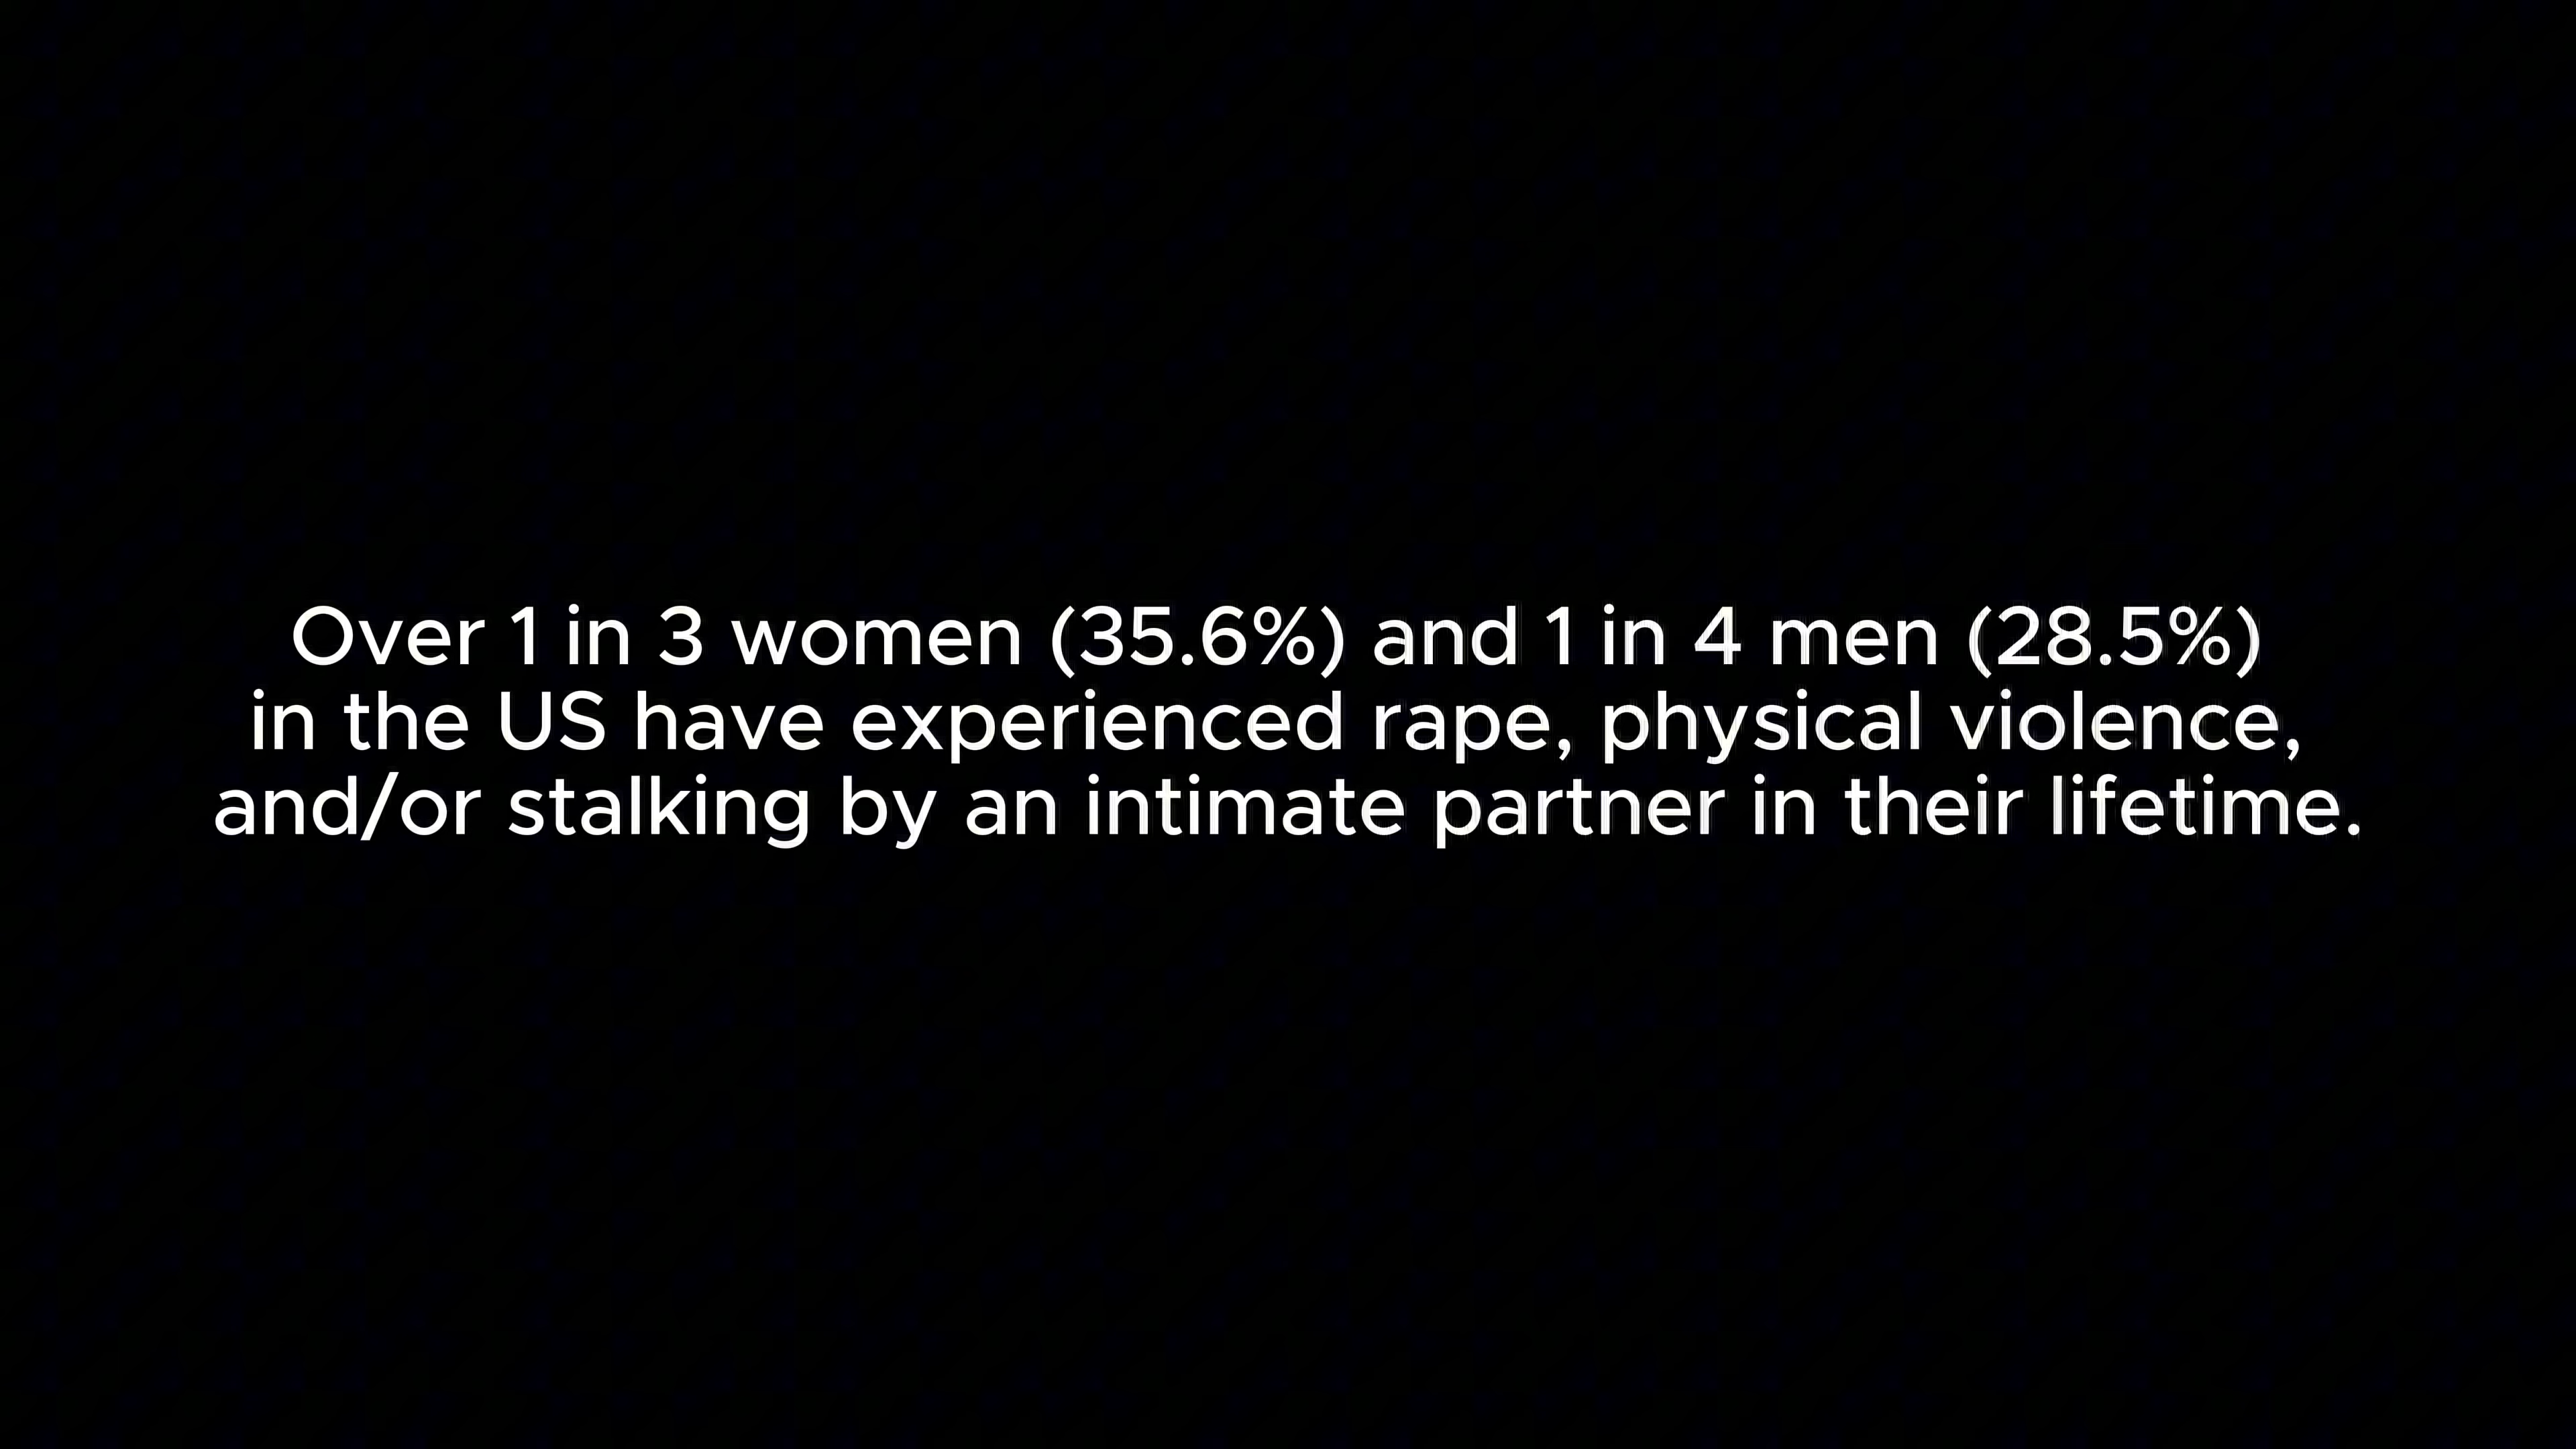 Over 1 in 3 women (35.6%) and 1 in 4 men (28.5%)
in the US have experienced rape, physical violence,
and/or stalking by an intimate partner in their lifetime.